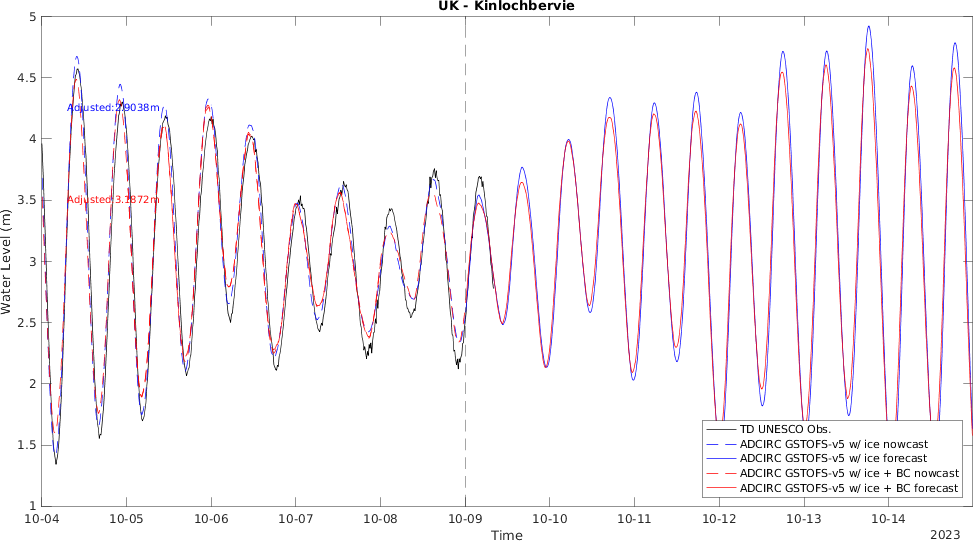 UK - Kinlochbervie
5
4.5
4
3.5
3
2.5
2
1.5
1
Water Level (m)
Adjusted:2.9038m
Adjusted:3.1872m
TD UNESCO Obs.
ADCIRC GSTOFS-v5 w/ ice nowcast
ADCIRC GSTOFS-v5 w/ ice forecast
ADCIRC GSTOFS-v5 w/ ice + BC nowcast
ADCIRC GSTOFS-v5 w/ ice + BC forecast
10-04 10-05 10-06 10-07 10-08 10-09 10-10 10-11 10-12 10-13 10-14
Time
2023